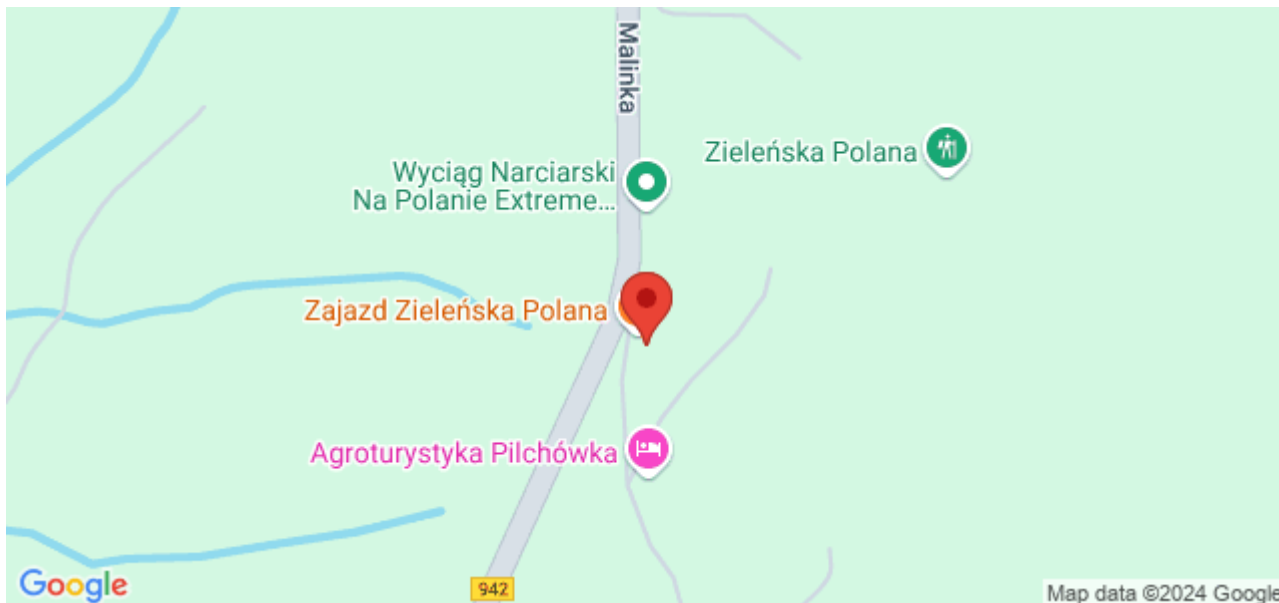 Malinka
Zieleńska Polana
Wyciąg Narciarski
Na Polanie Extreme...
Zajazd Zieleńska Polana
Agroturystyka Pilchówka
Google
942
Map data ©2024 Google